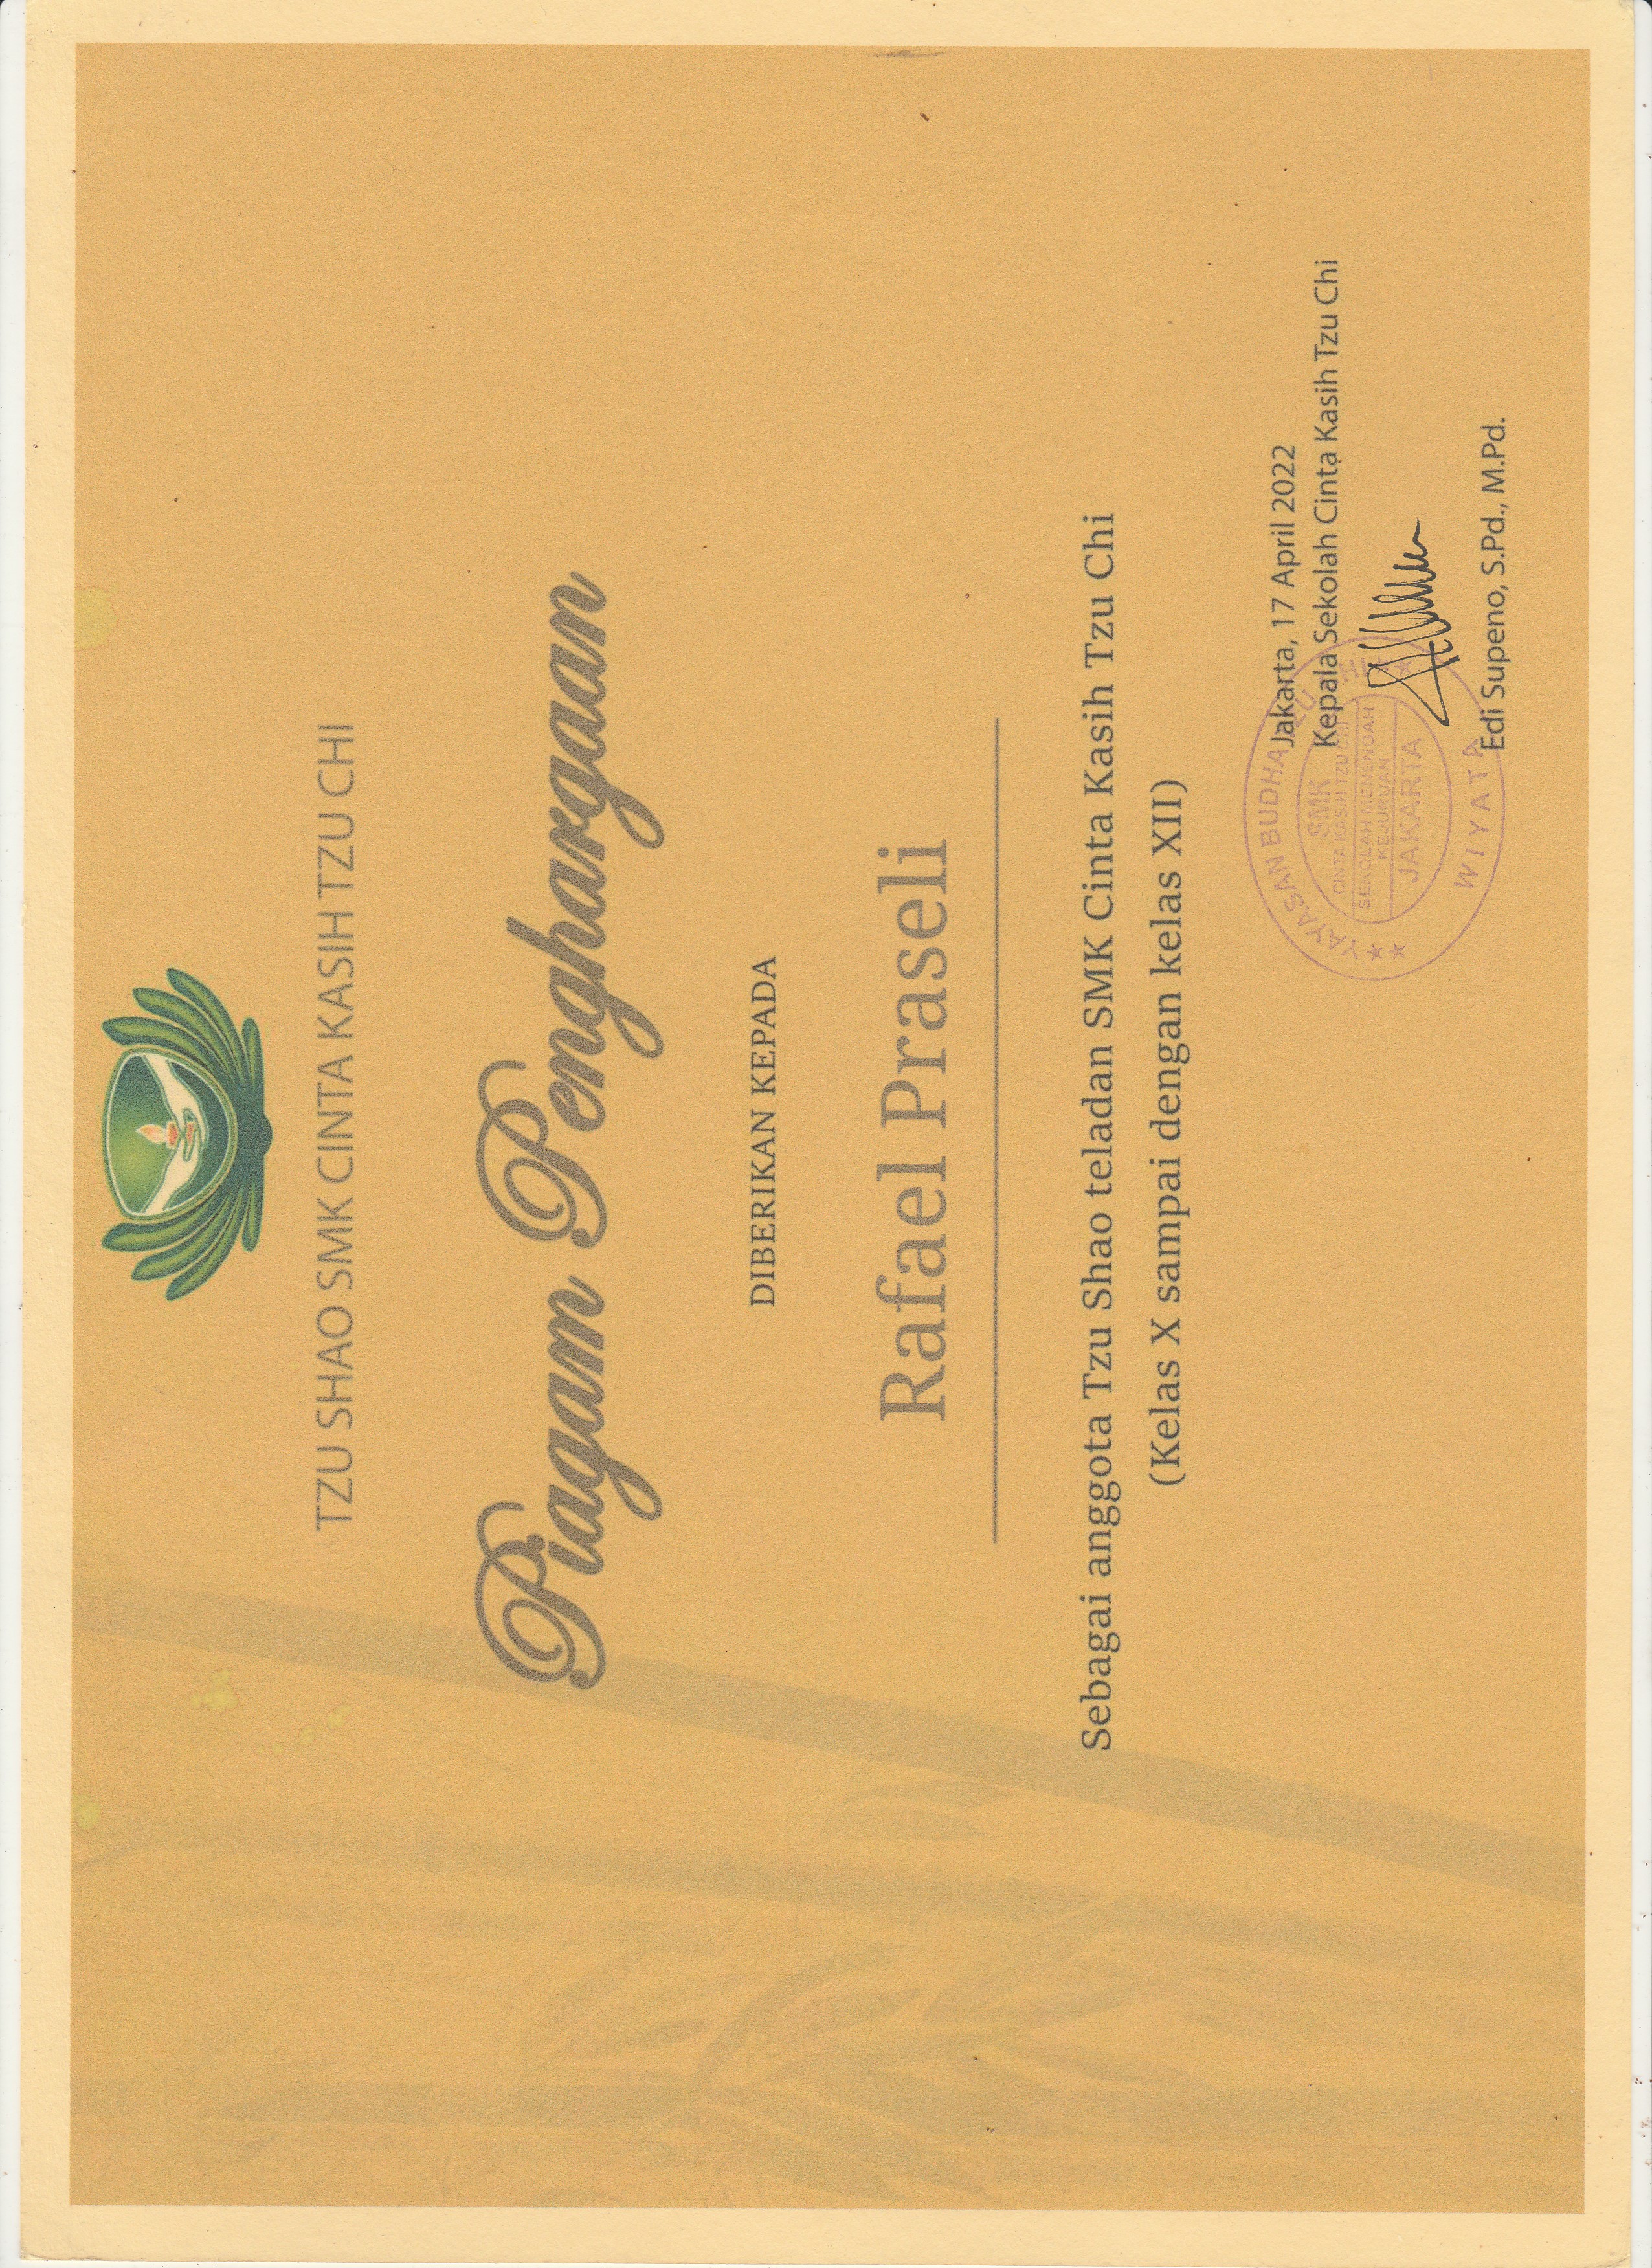 TZU SHAO SMK CINTA KASIH TZU CHI
Piagam Penghargaan
DIBERIKAN KEPADA
Rafael Praseli
Sebagai anggota Tzu Shao teladan SMK Cinta Kasih Tzu Chi
(Kelas X sampai dengan kelas XII)
Jakarta, 17 April 2022
Kepala Sekolah Cinta Kasih Tzu Chi
YAYASAN BUDHA TZU CHI
SMK
CINTA KASIH TZU CHI
SEKOLAH MENENGAH
KEJURUAN
JAKARTA
WIYATA
Edi Supeno, S.Pd., M.Pd.